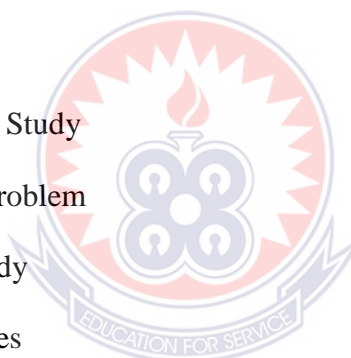 Study
roblem
dy
es
EDUCATION FOR SERVICE